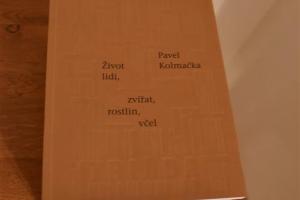 Pavel
Život Kolmačka
lidí,
zvířat,
rostlin,
včel